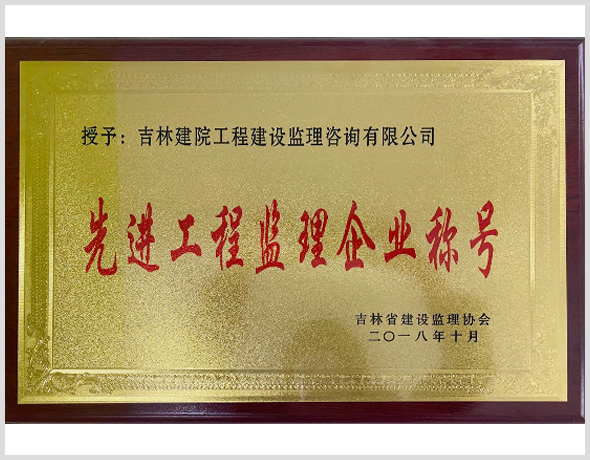 授予：吉林建院工程建设监理咨询有限公司
先进工程监理企业称号
吉林省建设监理协会
二〇一八年十月